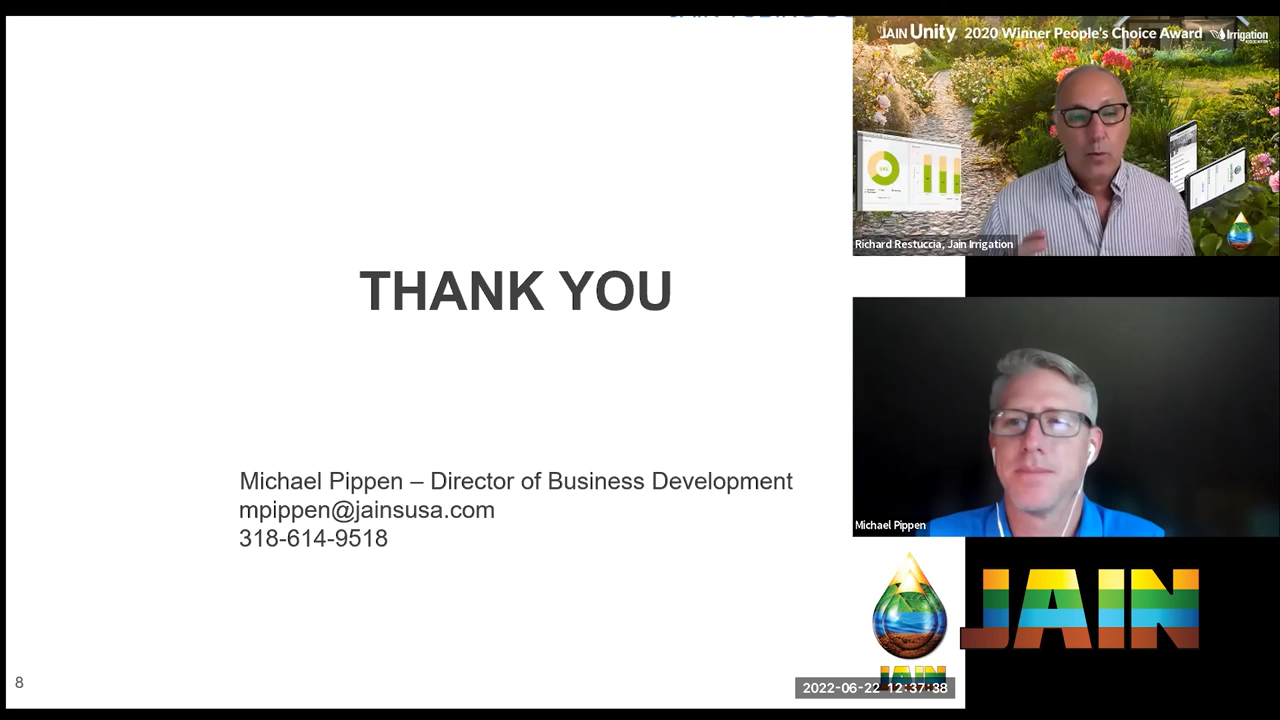 JAIN Unity 2020 Winner People's Choice Award Irrigation
Richard Restuccia, Jain Irrigation
THANK YOU
Michael Pippen – Director of Business Development
mpippen@jainsusa.com
318-614-9518
Michael Pippen
JAIN
JAIN
8
2022-06-22 12:37:38